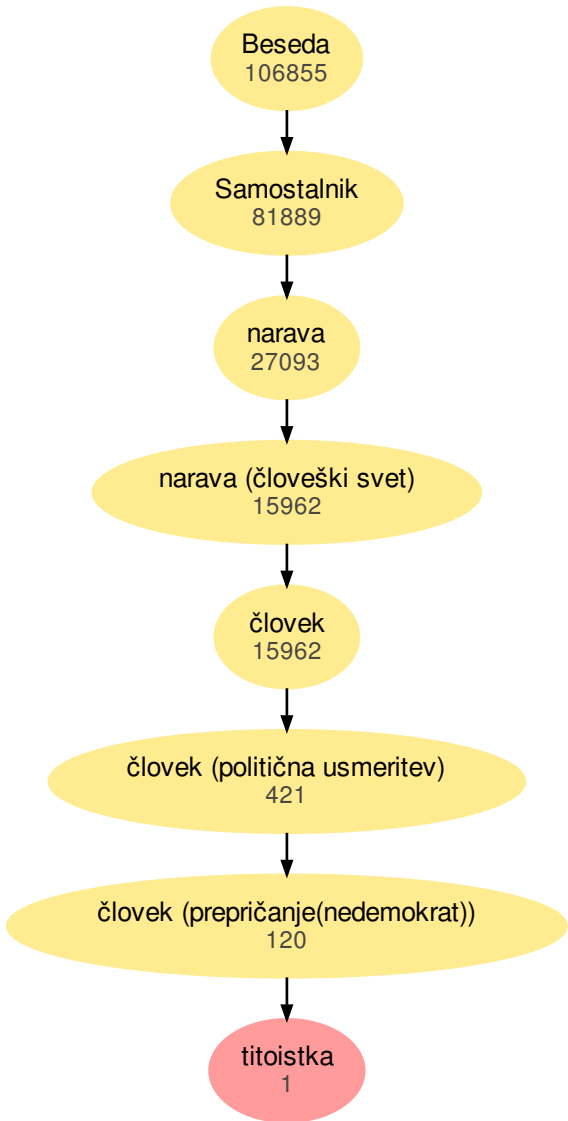 Beseda
106855
Samostalnik
81889
narava
27093
narava (človeški svet)
15962
človek
15962
človek (politična usmeritev)
421
človek (prepričanje(nedemokrat))
120
titoistka
1